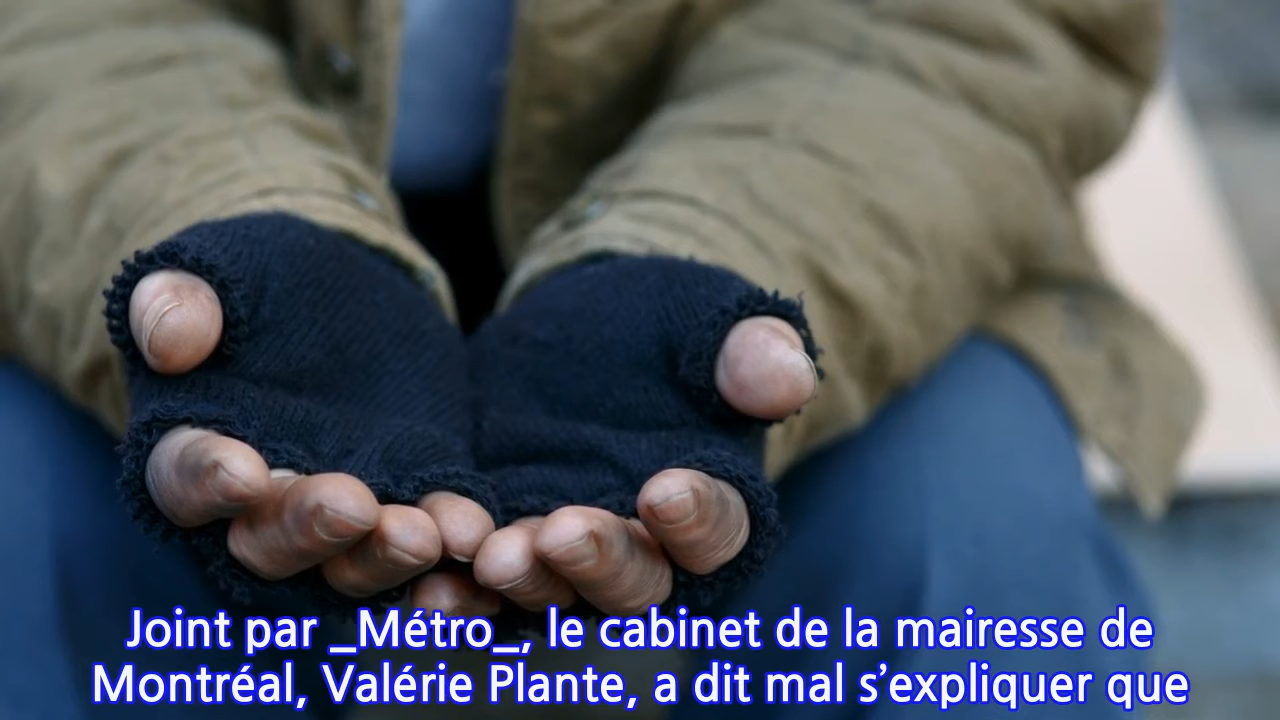 Joint par _Métro_, le cabinet de la mairesse de
Montréal, Valérie Plante, a dit mal s’expliquer que